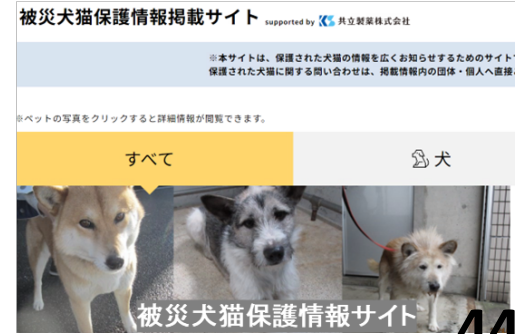 被災犬猫保護情報掲載サイト supported by 共立製薬株式会社
※本サイトは、保護された犬猫の情報を広くお知らせするためのサイト
保護された犬猫に関する問い合わせは、掲載情報内の団体・個人へ直接
※ペットの写真をクリックすると詳細情報が閲覧できます。
すべて
犬
被災犬猫保護情報サイト
44